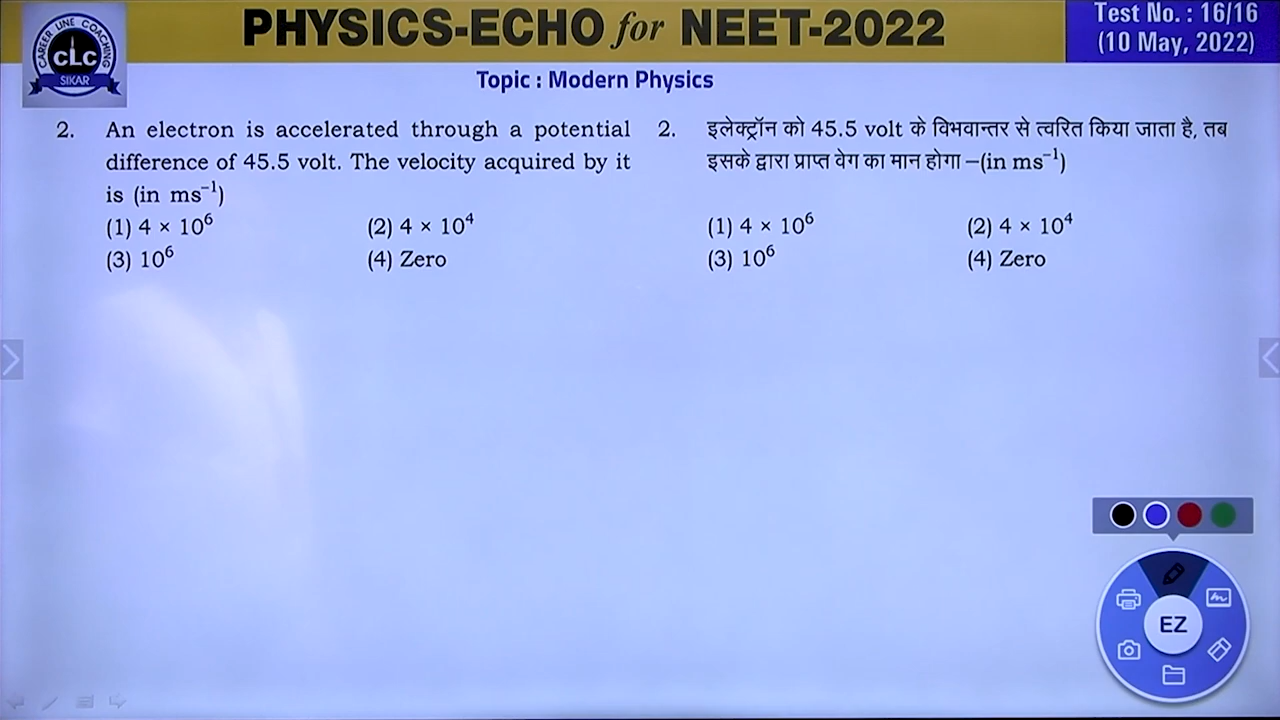 PHYSICS-ECHO for NEET-2022
Test No. : 16/16
(10 May, 2022)
CAREER LINE COACHING
CLC
SIKAR
Topic : Modern Physics
2. An electron is accelerated through a potential
difference of 45.5 volt. The velocity acquired by it
is (in ms⁻¹)
(1) 4 × 10⁶ (2) 4 × 10⁴
(3) 10⁶ (4) Zero
2. इलेक्ट्रॉन को 45.5 volt के विभवान्तर से त्वरित किया जाता है, तब
इसके द्वारा प्राप्त वेग का मान होगा –(in ms⁻¹)
(1) 4 × 10⁶ (2) 4 × 10⁴
(3) 10⁶ (4) Zero
EZ